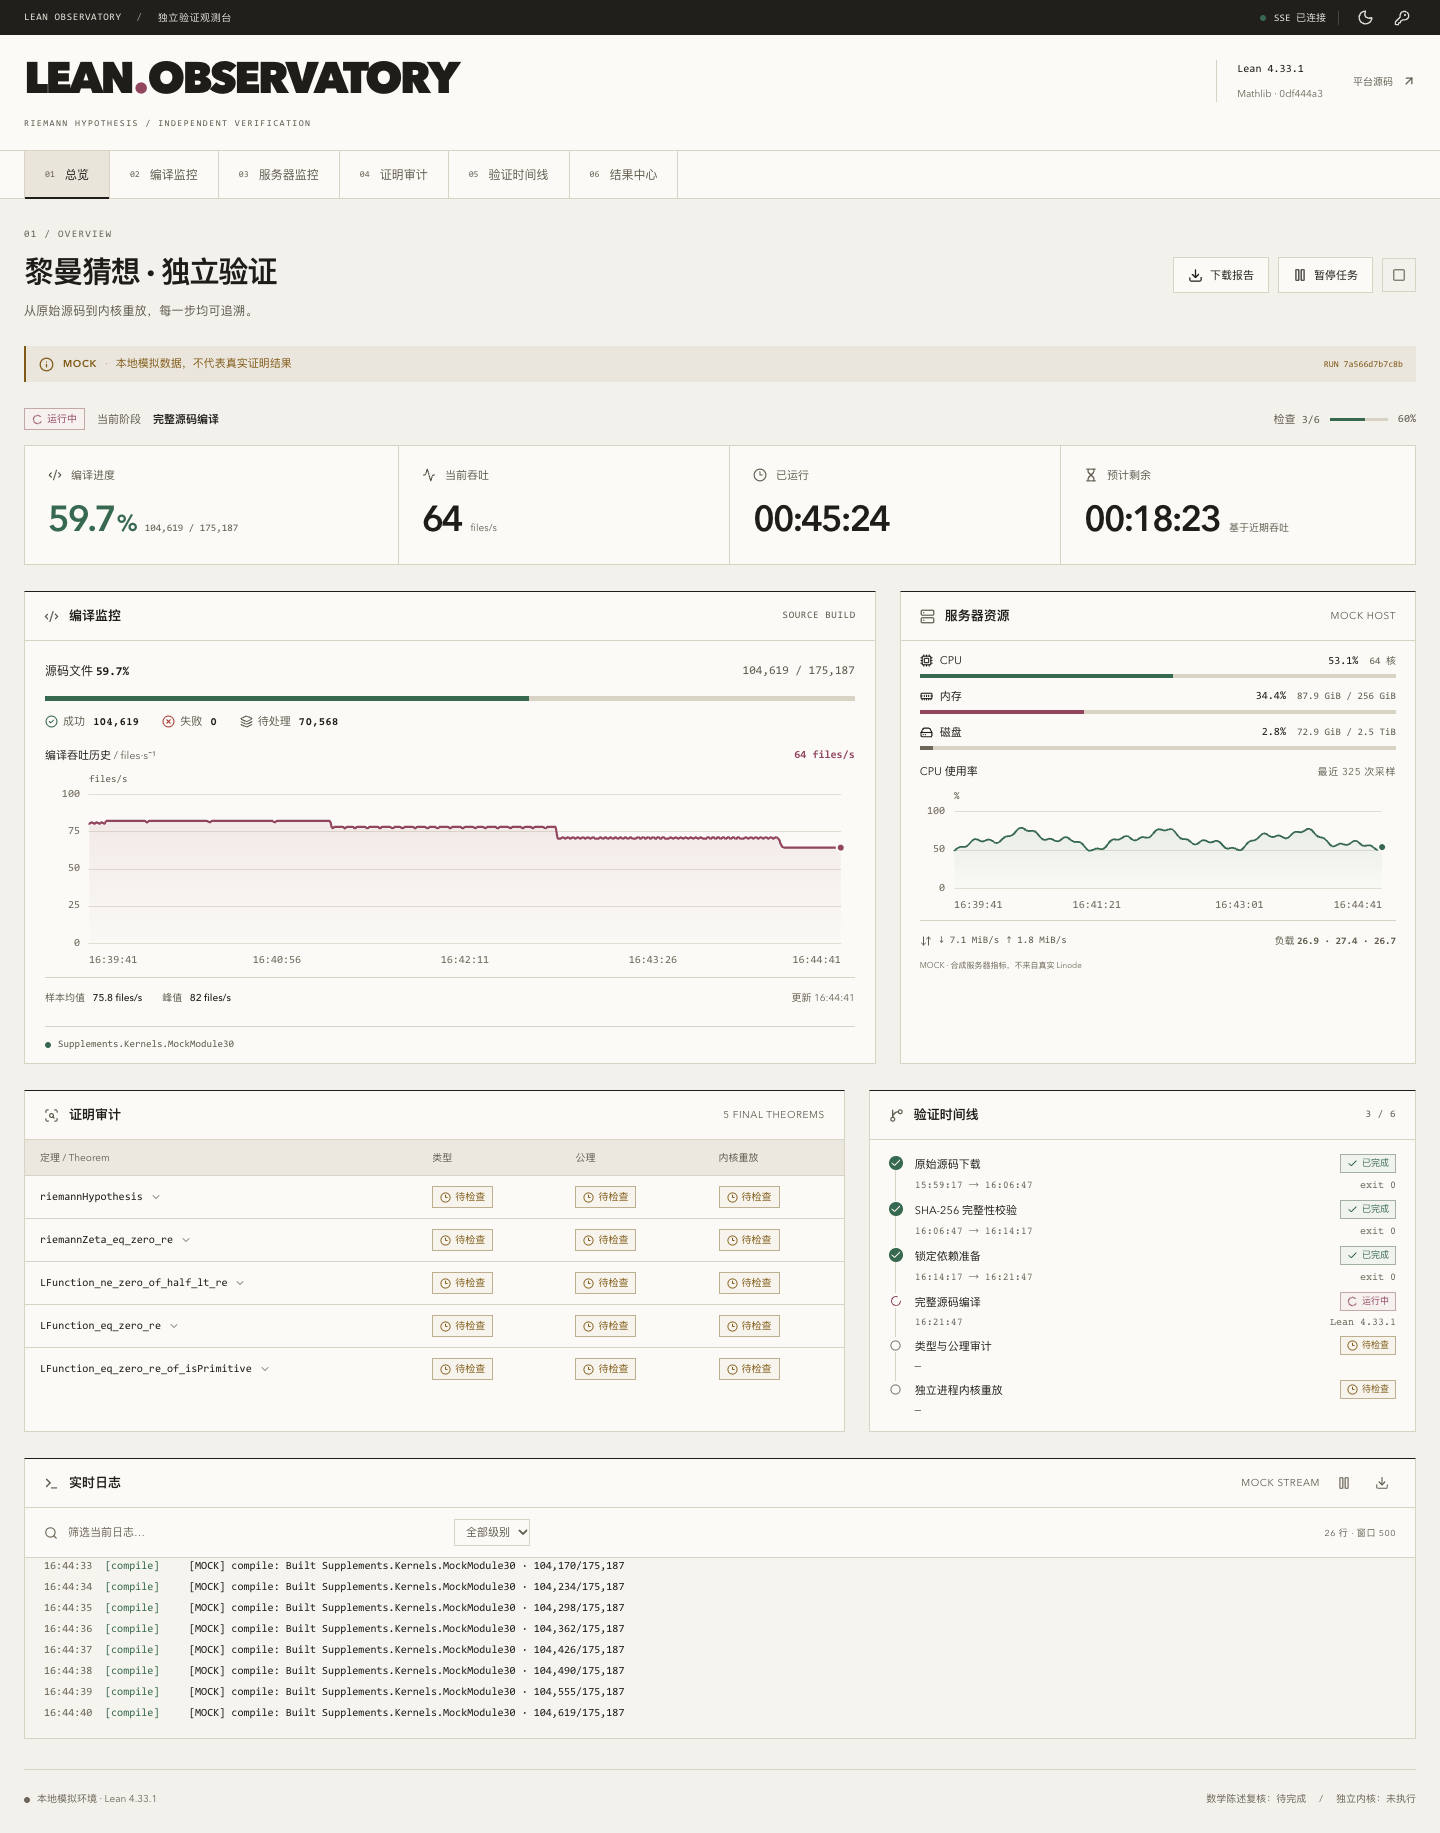 LEAN OBSERVATORY / 独立验证观测台
SSE 已连接
LEAN.OBSERVATORY
RIEMANN HYPOTHESIS / INDEPENDENT VERIFICATION
Lean 4.33.1
Mathlib · 0df444a3
平台源码
01 总览
02 编译监控
03 服务器监控
04 证明审计
05 验证时间线
06 结果中心
01 / OVERVIEW
黎曼猜想 · 独立验证
从原始源码到内核重放，每一步均可追溯。
下载报告
暂停任务
MOCK · 本地模拟数据，不代表真实证明结果
RUN 7a566d7b7c8b
运行中 当前阶段 完整源码编译
检查 3/6 60%
编译进度
59.7% 104,619 / 175,187
当前吞吐
64 files/s
已运行
00:45:24
预计剩余
00:18:23 基于近期吞吐
编译监控
SOURCE BUILD
源码文件 59.7%
104,619 / 175,187
成功 104,619 失败 0 待处理 70,568
编译吞吐历史 / files·s⁻¹
64 files/s
files/s
100
75
50
25
0
16:39:41 16:40:56 16:42:11 16:43:26 16:44:41
样本均值 75.8 files/s 峰值 82 files/s
更新 16:44:41
Supplements.Kernels.MockModule30
服务器资源
MOCK HOST
CPU 53.1% 64 核
内存 34.4% 87.9 GiB / 256 GiB
磁盘 2.8% 72.9 GiB / 2.5 TiB
CPU 使用率
最近 325 次采样
%
100
50
0
16:39:41 16:41:21 16:43:01 16:44:41
↓ 7.1 MiB/s ↑ 1.8 MiB/s
负载 26.9 · 27.4 · 26.7
MOCK · 合成服务器指标，不来自真实 Linode
证明审计
5 FINAL THEOREMS
定理 / Theorem 类型 公理 内核重放
riemannHypothesis 待检查 待检查 待检查
riemannZeta_eq_zero_re 待检查 待检查 待检查
LFunction_ne_zero_of_half_lt_re 待检查 待检查 待检查
LFunction_eq_zero_re 待检查 待检查 待检查
LFunction_eq_zero_re_of_isPrimitive 待检查 待检查 待检查
验证时间线
3 / 6
原始源码下载 已完成
15:59:17 → 16:06:47 exit 0
SHA-256 完整性校验 已完成
16:06:47 → 16:14:17 exit 0
锁定依赖准备 已完成
16:14:17 → 16:21:47 exit 0
完整源码编译 运行中
16:21:47 Lean 4.33.1
类型与公理审计 待检查
—
独立进程内核重放 待检查
—
实时日志
MOCK STREAM
筛选当前日志...
全部级别
26 行 · 窗口 500
16:44:33 [compile] [MOCK] compile: Built Supplements.Kernels.MockModule30 · 104,170/175,187
16:44:34 [compile] [MOCK] compile: Built Supplements.Kernels.MockModule30 · 104,234/175,187
16:44:35 [compile] [MOCK] compile: Built Supplements.Kernels.MockModule30 · 104,298/175,187
16:44:36 [compile] [MOCK] compile: Built Supplements.Kernels.MockModule30 · 104,362/175,187
16:44:37 [compile] [MOCK] compile: Built Supplements.Kernels.MockModule30 · 104,426/175,187
16:44:38 [compile] [MOCK] compile: Built Supplements.Kernels.MockModule30 · 104,490/175,187
16:44:39 [compile] [MOCK] compile: Built Supplements.Kernels.MockModule30 · 104,555/175,187
16:44:40 [compile] [MOCK] compile: Built Supplements.Kernels.MockModule30 · 104,619/175,187
本地模拟环境 · Lean 4.33.1
数学陈述复核：待完成 / 独立内核：未执行